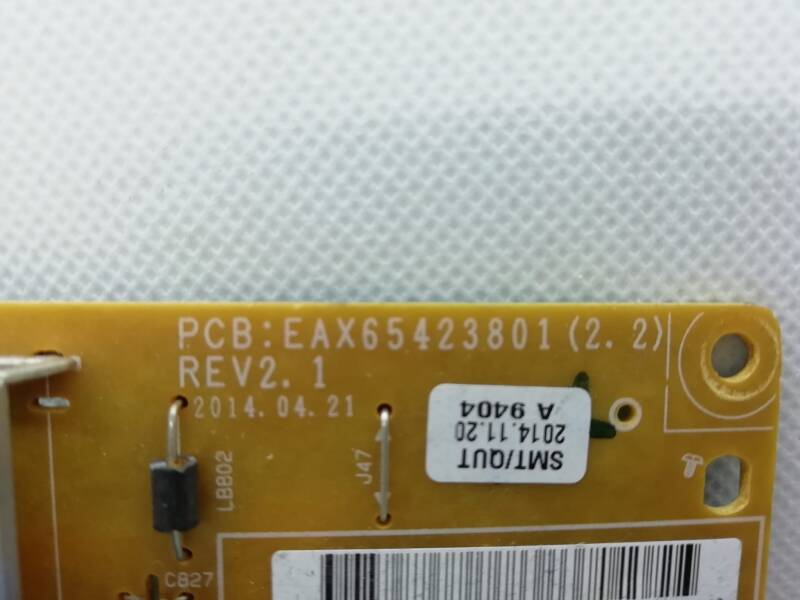 PCB:EAX65423801(2.2)
REV2.1
2014.04.21
SMT/QUT
2014.11.20
A 9404
LB802
J47
C827